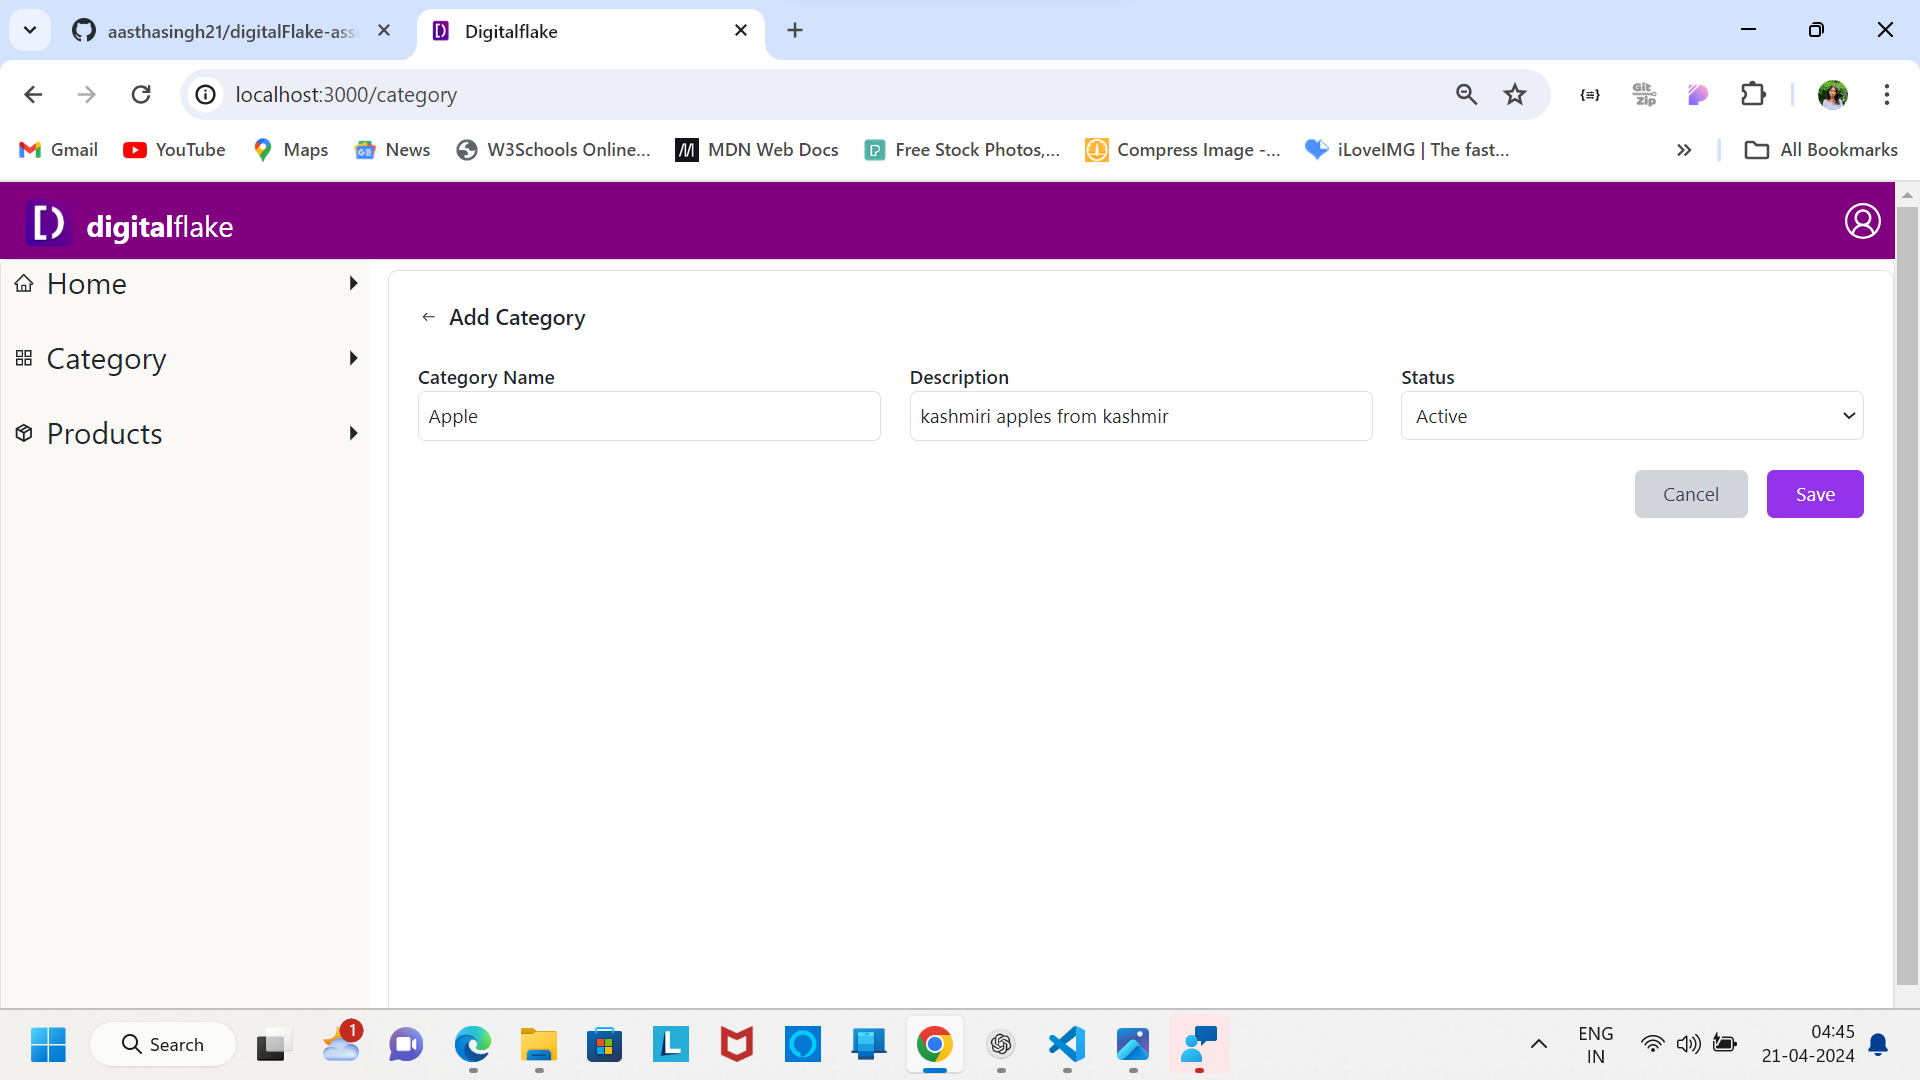 aasthasingh21/digitalFlake-ass
Digitalflake
localhost:3000/category
Git
Zip
Gmail
YouTube
Maps
News
W3Schools Online...
MDN Web Docs
Free Stock Photos,...
Compress Image -...
iLoveIMG | The fast...
All Bookmarks
digitalflake
Home
Category
Products
Add Category
Category Name
Description
Status
Apple
kashmiri apples from kashmir
Active
Cancel
Save
Search
1
ENG
IN
04:45
21-04-2024